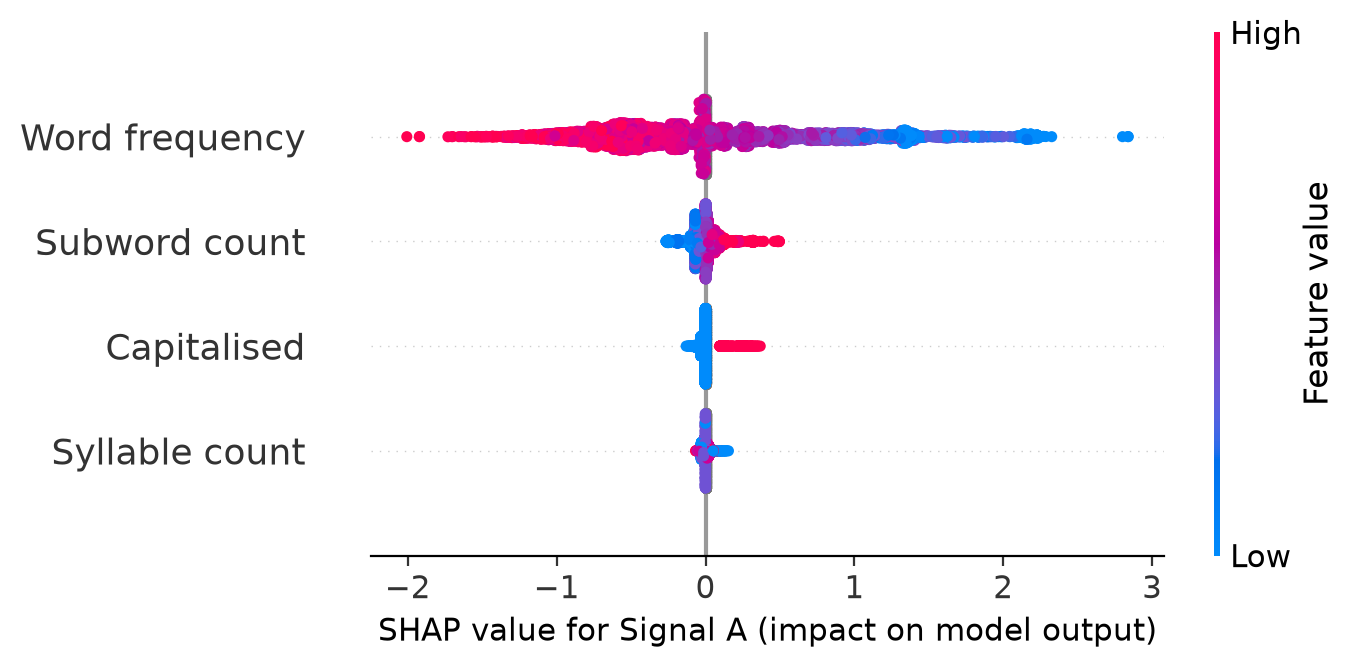 High
Word frequency
Subword count
Capitalised
Syllable count
Feature value
Low
−2 −1 0 1 2 3
SHAP value for Signal A (impact on model output)